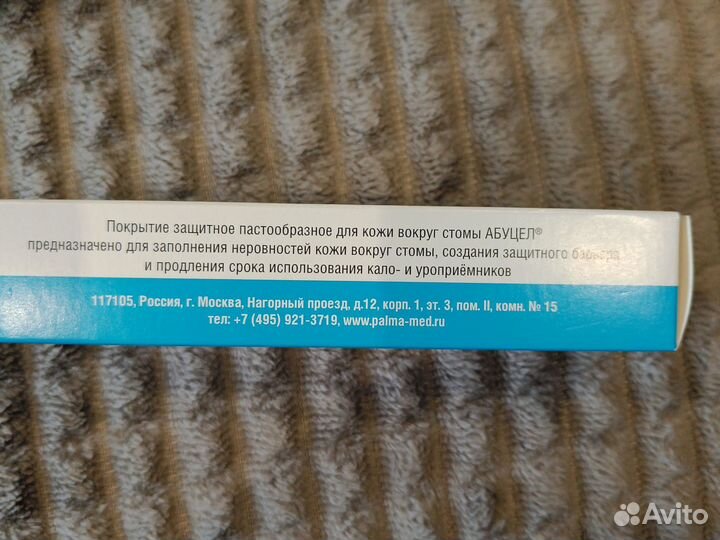 Покрытие защитное пастообразное для кожи вокруг стомы АБУЦЕЛ®
предназначено для заполнения неровностей кожи вокруг стомы, создания защитного барьера
и продления срока использования кало- и уроприёмников
117105, Россия, г. Москва, Нагорный проезд, д.12, корп. 1, эт. 3, пом. II, комн. № 15
тел: +7 (495) 921-3719, www.palma-med.ru
Avito